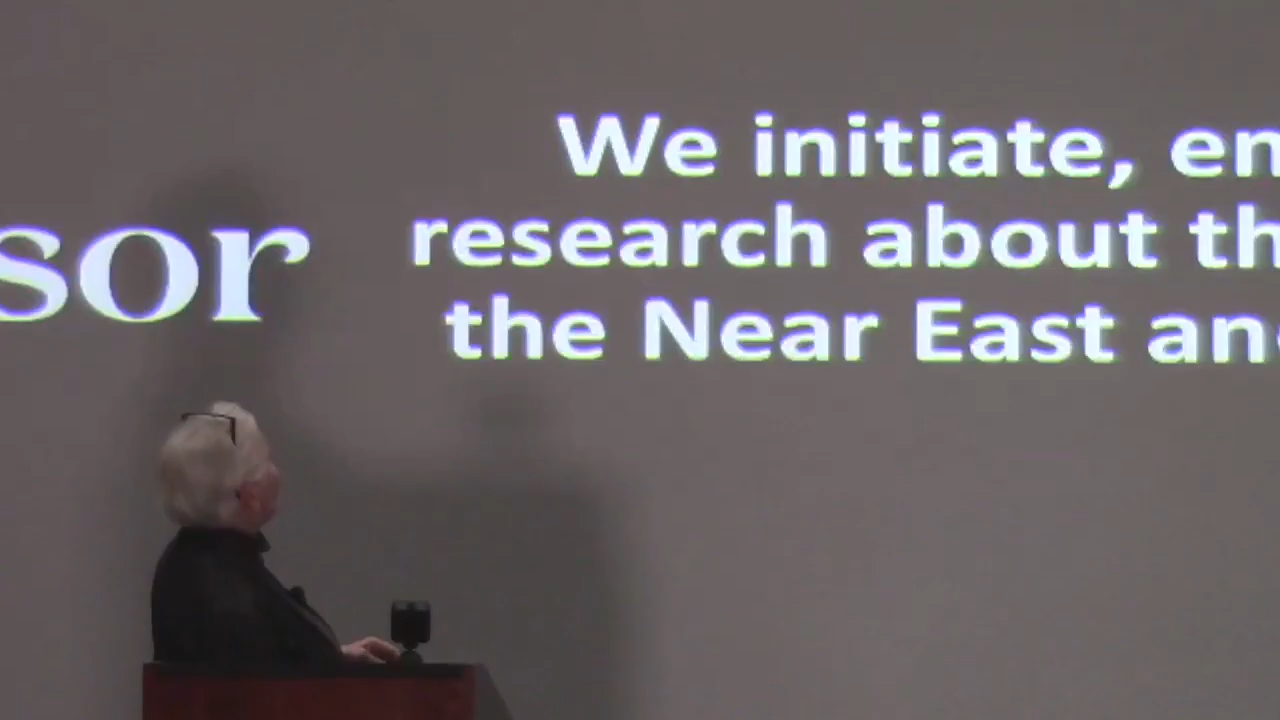 sor
We initiate, en
research about th
the Near East an